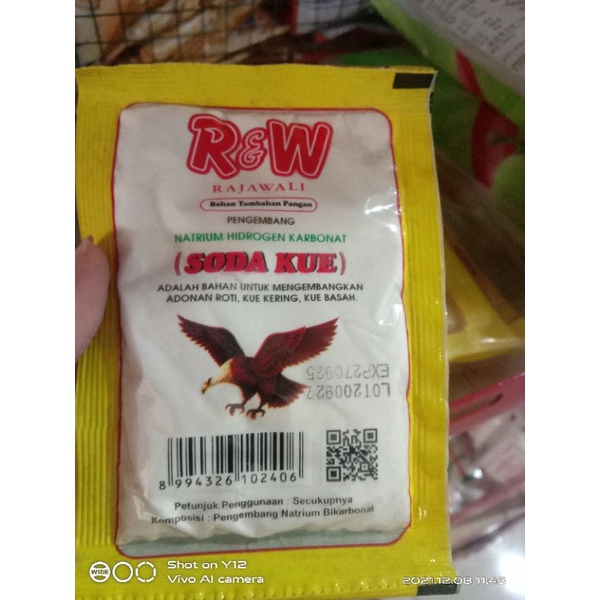 R&W
RAJAWALI
Bahan Tambahan Pangan
PENGEMBANG
NATRIUM HIDROGEN KARBONAT
(SODA KUE)
ADALAH BAHAN UNTUK MENGEMBANGKAN
ADONAN ROTI, KUE KERING, KUE BASAH.
LOT200922
EXP270925
8 994326 102406
Petunjuk Penggunaan : Secukupnya
Komposisi : Pengembang Natrium Bikarbonat
WIDE
Shot on Y12
Vivo AI camera
2021.12.08 11:45